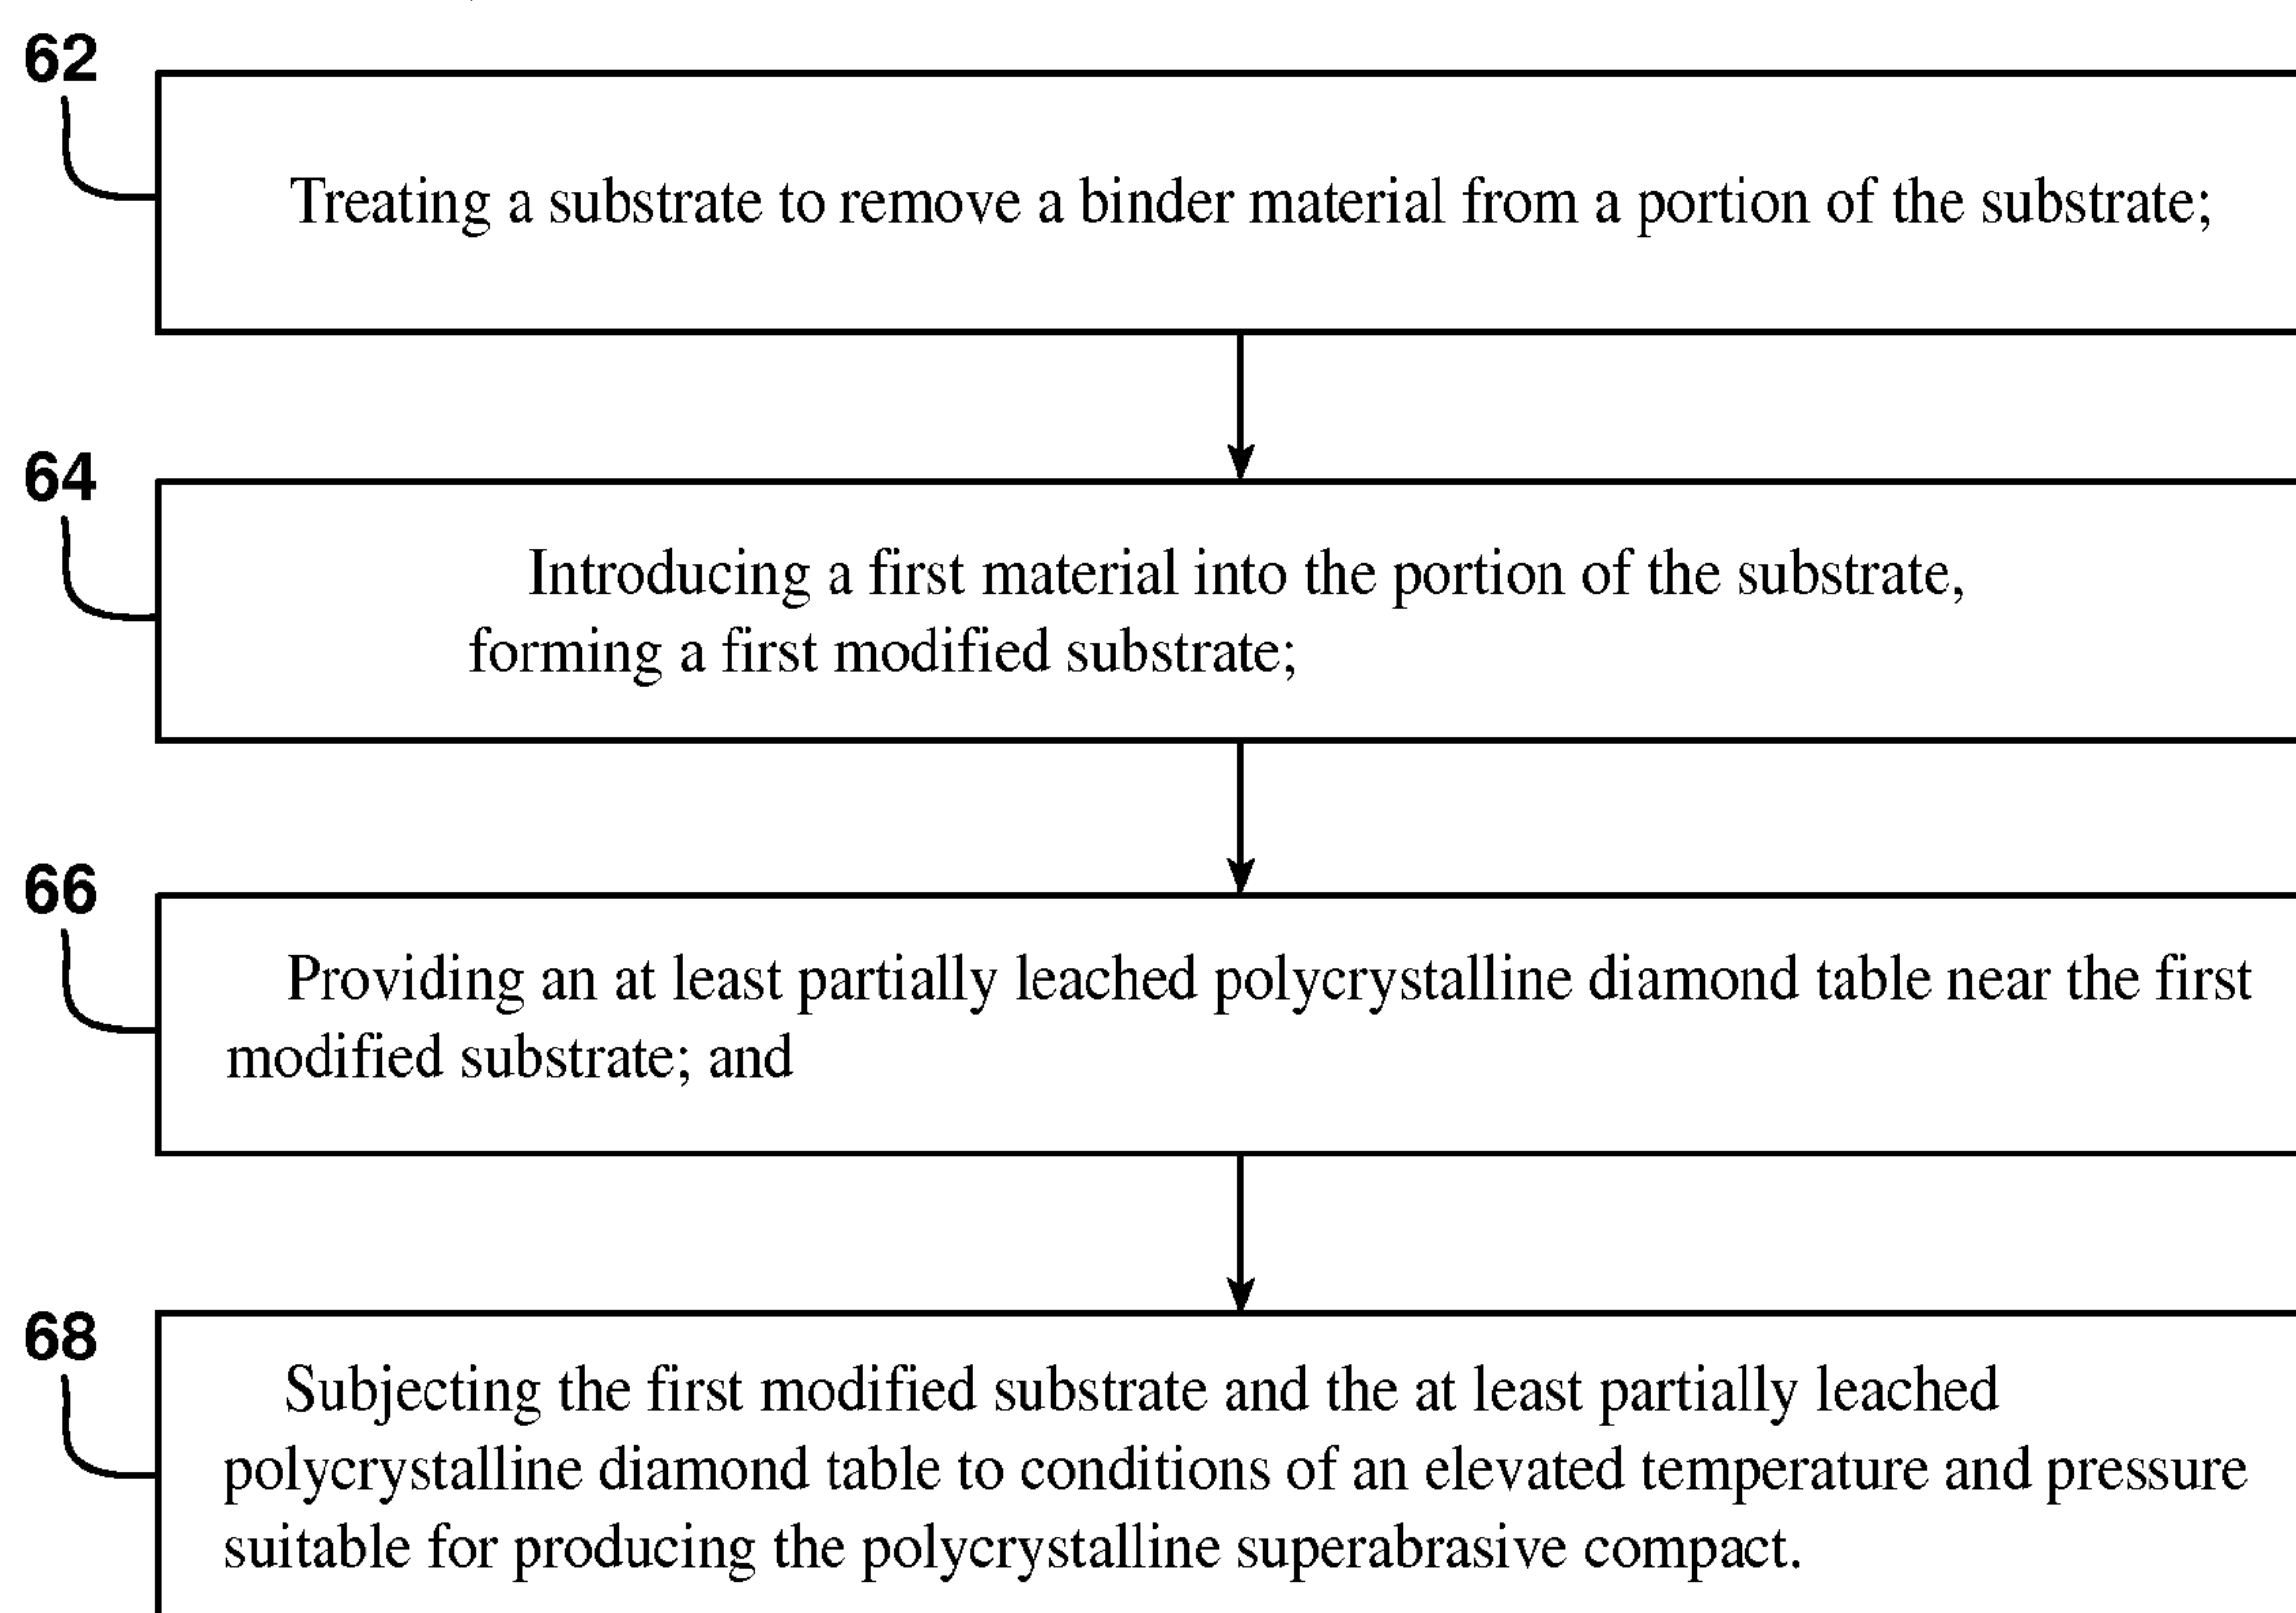 62
Treating a substrate to remove a binder material from a portion of the substrate;
64
Introducing a first material into the portion of the substrate,
forming a first modified substrate;
66
Providing an at least partially leached polycrystalline diamond table near the first
modified substrate; and
68
Subjecting the first modified substrate and the at least partially leached
polycrystalline diamond table to conditions of an elevated temperature and pressure
suitable for producing the polycrystalline superabrasive compact.